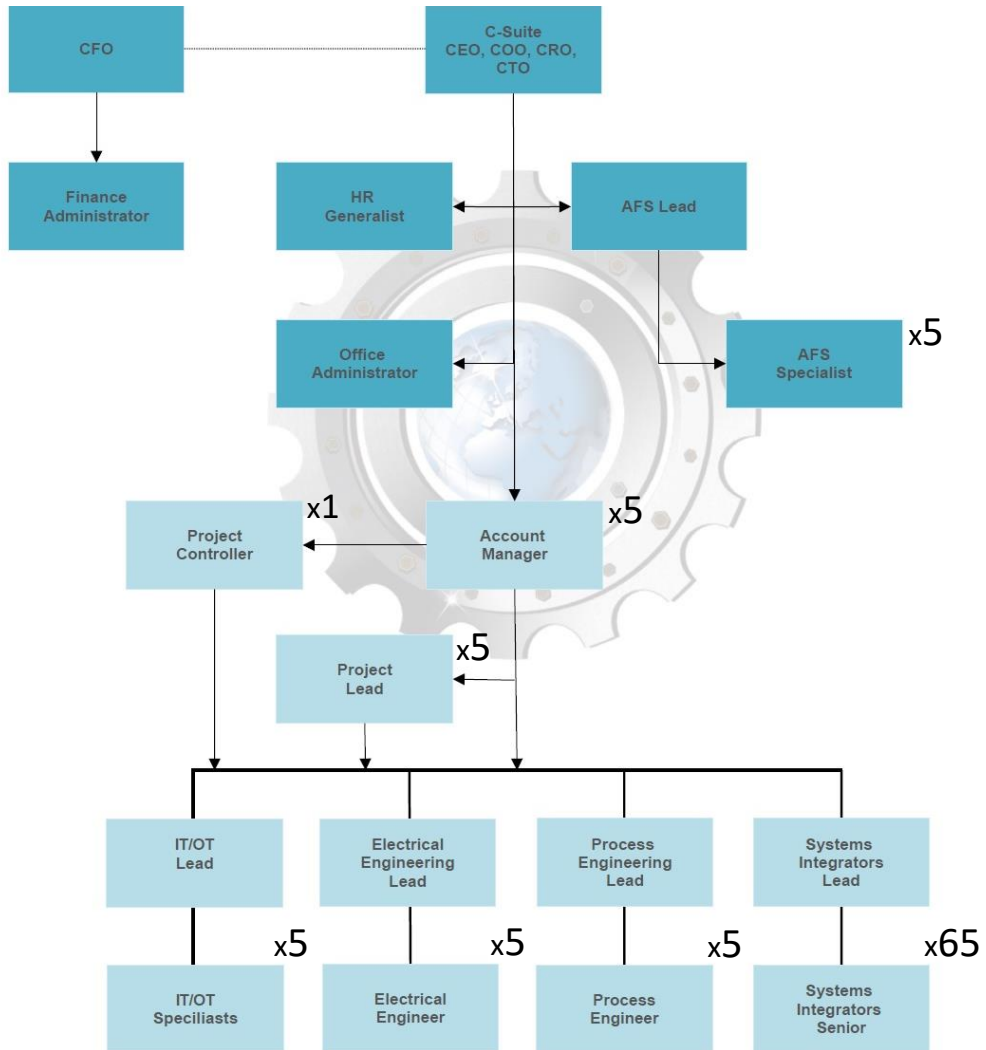 CFO
C-Suite
CEO, COO, CRO,
CTO
Finance
Administrator
HR
Generalist
AFS Lead
Office
Administrator
AFS
Specialist
x5
Project
Controller
x1
Account
Manager
x5
Project
Lead
x5
IT/OT
Lead
Electrical
Engineering
Lead
Process
Engineering
Lead
Systems
Integrators
Lead
IT/OT
Speciliasts
x5
Electrical
Engineer
x5
Process
Engineer
x5
Systems
Integrators
Senior
x65